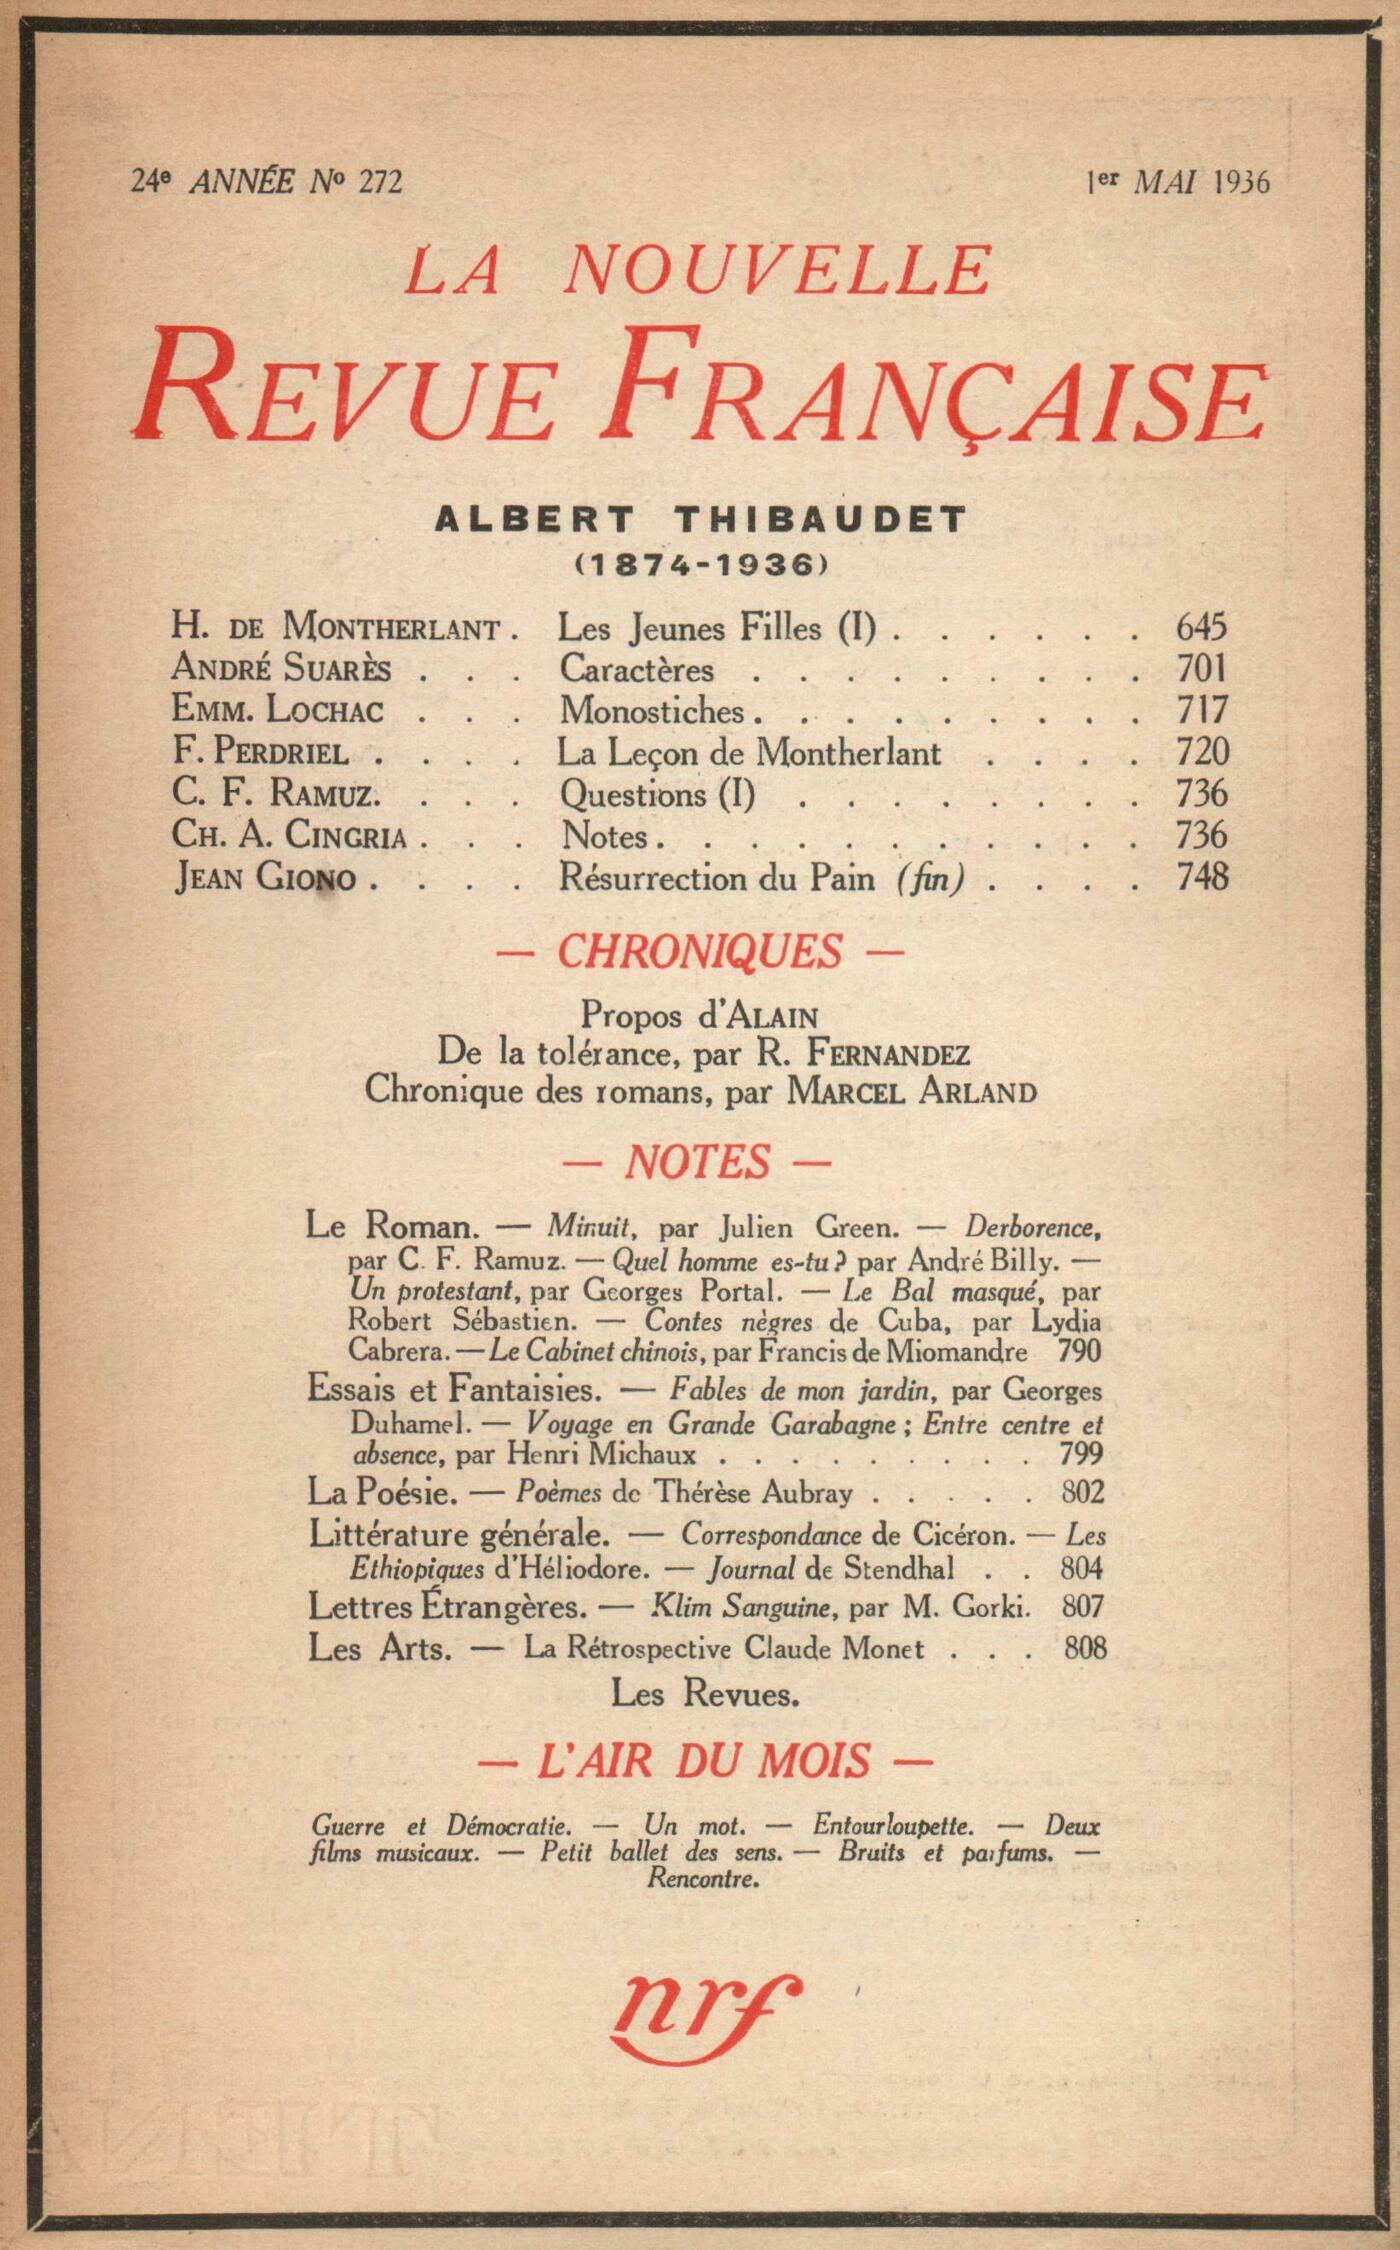 24e ANNÉE No 272
1er MAI 1936
LA NOUVELLE
REVUE FRANÇAISE
ALBERT THIBAUDET
(1874-1936)
H. DE MONTHERLANT . Les Jeunes Filles (I) . . . . . . 645
ANDRÉ SUARÈS . . . Caractères . . . . . . . . . 701
EMM. LOCHAC . . . Monostiches . . . . . . . . . 717
F. PERDRIEL . . . . La Leçon de Montherlant . . . . 720
C. F. RAMUZ. . . . Questions (I) . . . . . . . . 736
CH. A. CINGRIA . . . Notes . . . . . . . . . . . 736
JEAN GIONO . . . . Résurrection du Pain (fin) . . . . 748
— CHRONIQUES —
Propos d'ALAIN
De la tolérance, par R. FERNANDEZ
Chronique des romans, par MARCEL ARLAND
— NOTES —
Le Roman. — Minuit, par Julien Green. — Derborence,
par C. F. Ramuz. — Quel homme es-tu ? par André Billy. —
Un protestant, par Georges Portal. — Le Bal masqué, par
Robert Sébastien. — Contes nègres de Cuba, par Lydia
Cabrera. — Le Cabinet chinois, par Francis de Miomandre 790
Essais et Fantaisies. — Fables de mon jardin, par Georges
Duhamel. — Voyage en Grande Garabagne ; Entre centre et
absence, par Henri Michaux . . . . . . . . . 799
La Poésie. — Poèmes de Thérèse Aubray . . . . . 802
Littérature générale. — Correspondance de Cicéron. — Les
Ethiopiques d'Héliodore. — Journal de Stendhal . . 804
Lettres Étrangères. — Klim Sanguine, par M. Gorki. 807
Les Arts. — La Rétrospective Claude Monet . . . 808
Les Revues.
— L'AIR DU MOIS —
Guerre et Démocratie. — Un mot. — Entourloupette. — Deux
films musicaux. — Petit ballet des sens. — Bruits et parfums. —
Rencontre.
nrf